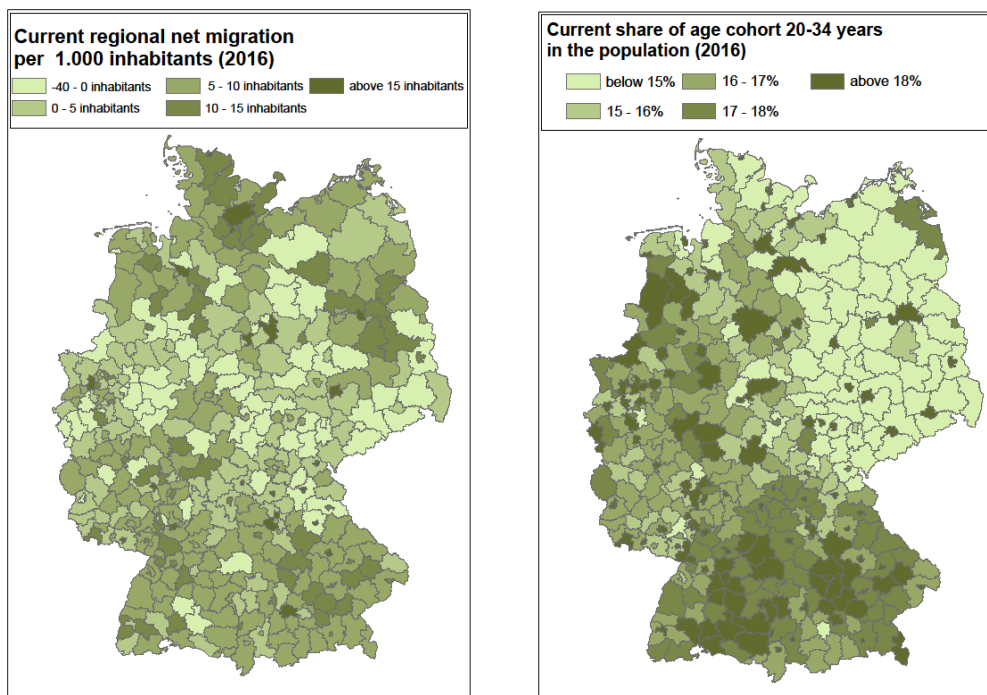 Current regional net migration
per 1.000 inhabitants (2016)
-40 - 0 inhabitants
5 - 10 inhabitants
above 15 inhabitants
0 - 5 inhabitants
10 - 15 inhabitants
Current share of age cohort 20-34 years
in the population (2016)
below 15%
16 - 17%
above 18%
15 - 16%
17 - 18%